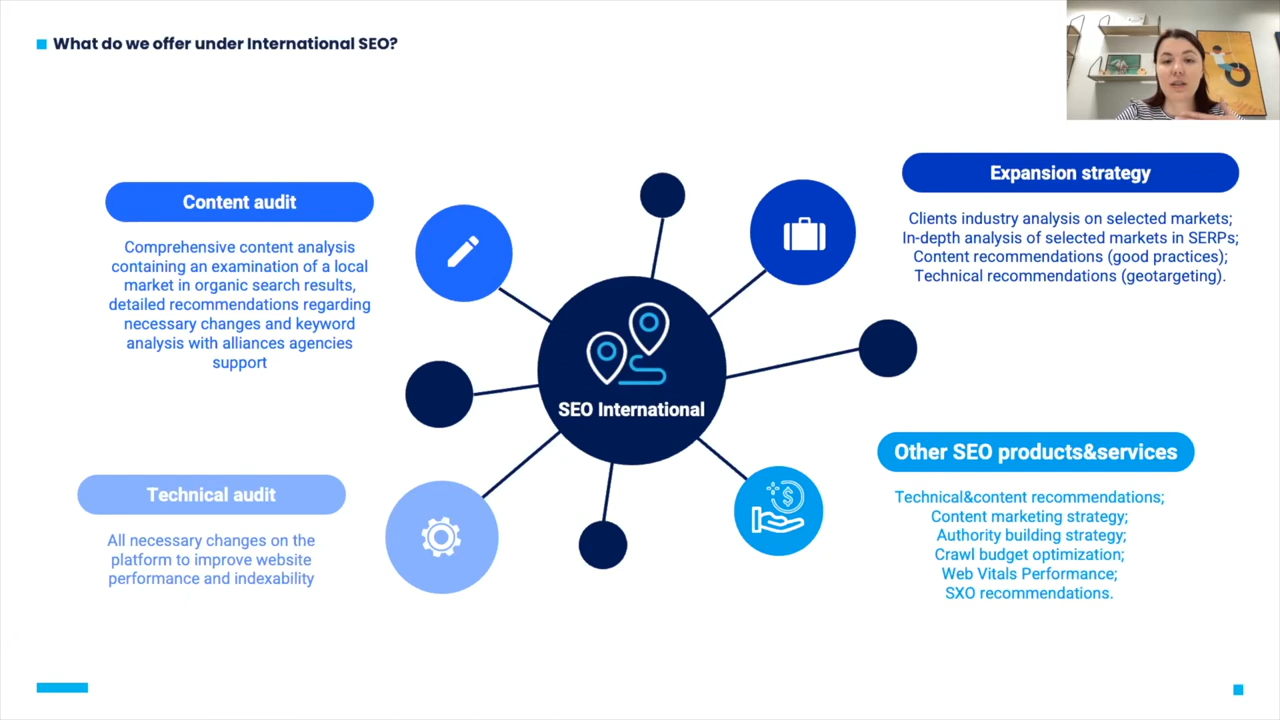 What do we offer under International SEO?
Content audit
Comprehensive content analysis
containing an examination of a local
market in organic search results,
detailed recommendations regarding
necessary changes and keyword
analysis with alliances agencies
support
Expansion strategy
Clients industry analysis on selected markets;
In-depth analysis of selected markets in SERPs;
Content recommendations (good practices);
Technical recommendations (geotargeting).
SEO International
Technical audit
All necessary changes on the
platform to improve website
performance and indexability
Other SEO products&services
Technical&content recommendations;
Content marketing strategy;
Authority building strategy;
Crawl budget optimization;
Web Vitals Performance;
SXO recommendations.